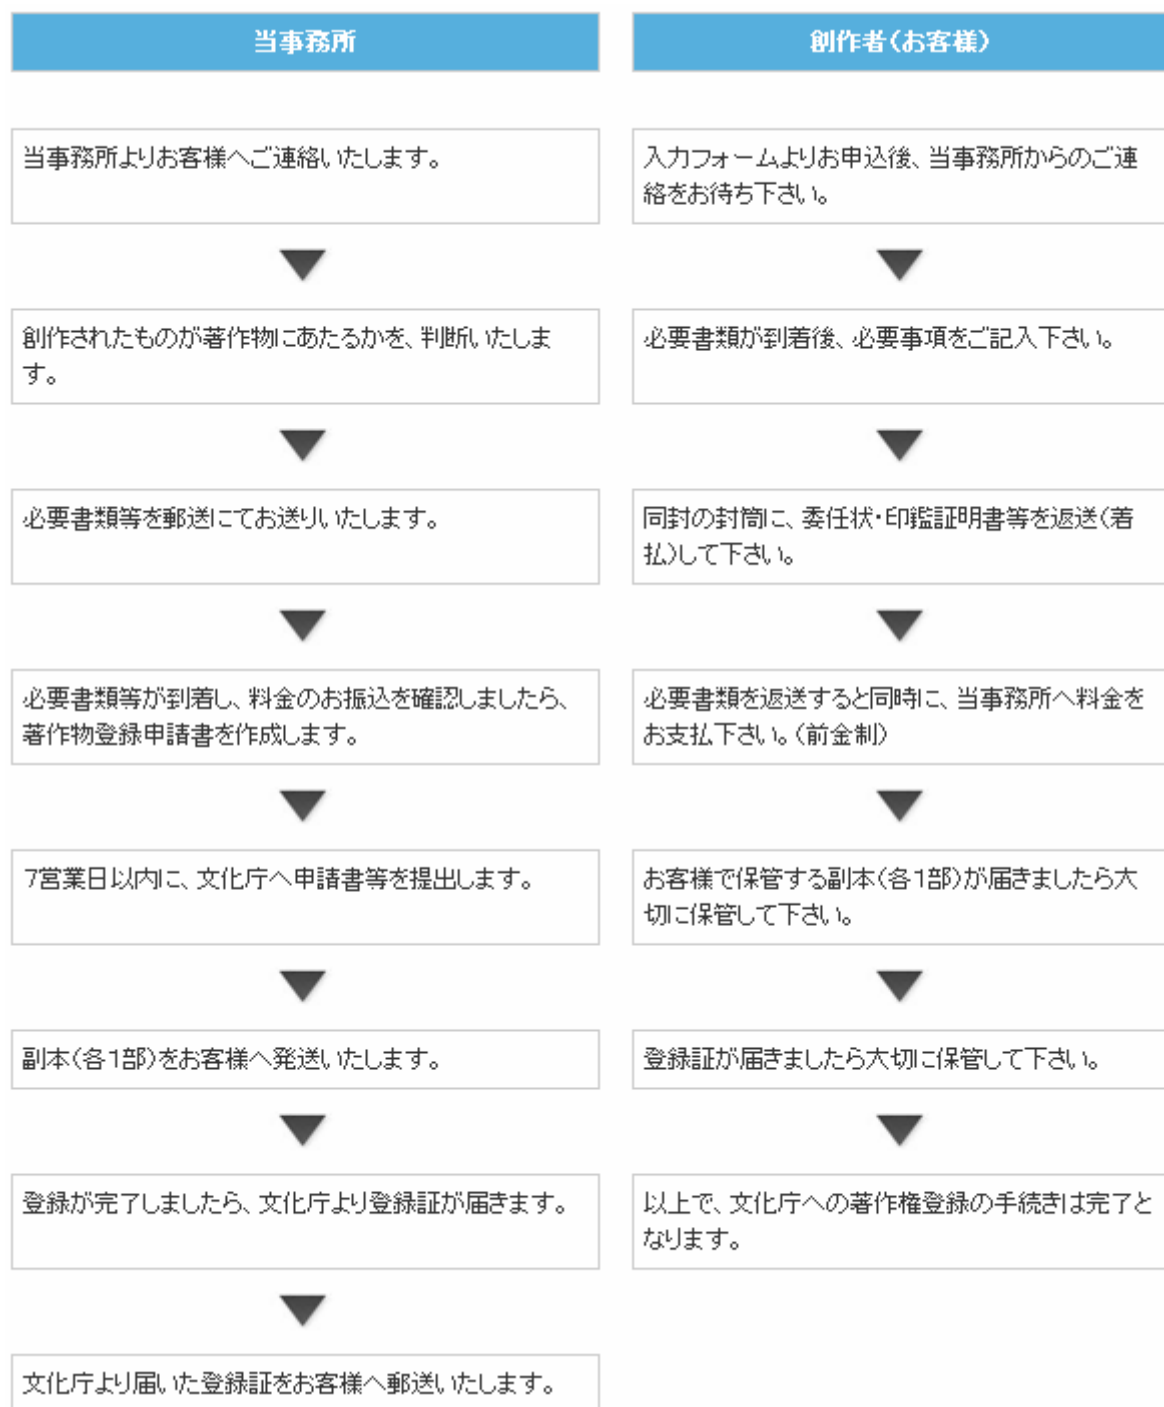 当事務所
創作者(お客様)
当事務所よりお客様へご連絡いたします。
入力フォームよりお申込後、当事務所からのご連
絡をお待ち下さい。
創作されたものが著作物にあたるかを、判断いたしま
す。
必要書類が到着後、必要事項をご記入下さい。
必要書類等を郵送にてお送りいたします。
同封の封筒に、委任状・印鑑証明書等を返送(着
払)して下さい。
必要書類等が到着し、料金のお振込を確認しましたら、
著作物登録申請書を作成します。
必要書類を返送すると同時に、当事務所へ料金を
お支払下さい。(前金制)
7営業日以内に、文化庁へ申請書等を提出します。
お客様で保管する副本(各1部)が届きましたら大
切に保管して下さい。
副本(各1部)をお客様へ発送いたします。
登録証が届きましたら大切に保管して下さい。
登録が完了しましたら、文化庁より登録証が届きます。
以上で、文化庁への著作権登録の手続きは完了と
なります。
文化庁より届いた登録証をお客様へ郵送いたします。